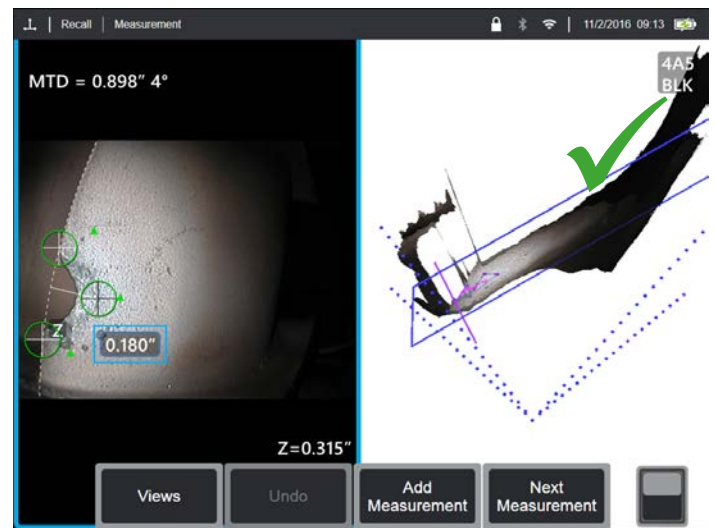 Recall | Measurement
11/2/2016 09:13
MTD = 0.898" 4°
4A5
BLK
Z
0.180"
Z=0.315"
Views
Undo
Add
Measurement
Next
Measurement